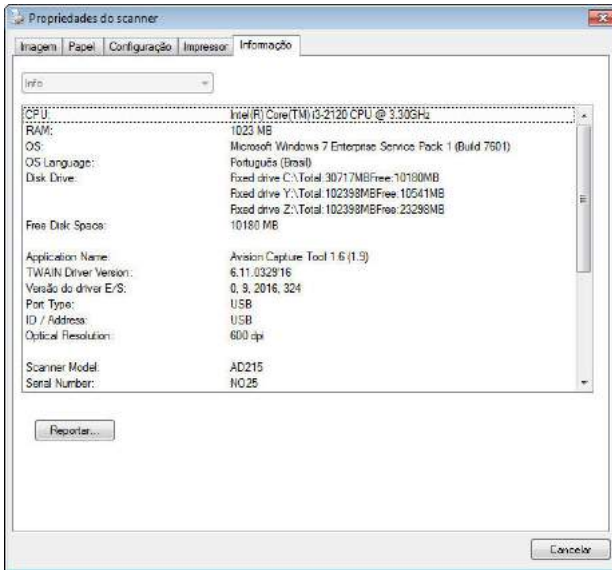 Propriedades do scanner
Imagem Papel Configuração Impressor Informação
Info
CPU: Intel(R) Core(TM) i3-2120 CPU @ 3.30GHz
RAM: 1023 MB
OS: Microsoft Windows 7 Enterprise Service Pack 1 (Build 7601)
OS Language: Português (Brasil)
Disk Drive: Fixed drive C:\Total:30717MBFree:10180MB
Fixed drive Y:\Total:102398MBFree:10541MB
Fixed drive Z:\Total:102398MBFree:23298MB
Free Disk Space: 10180 MB
Application Name: Avision Capture Tool 1.6 (1.9)
TWAIN Driver Version: 6.11.0329'16
Versão do driver E/S: 0, 9, 2016, 324
Port Type: USB
ID / Address: USB
Optical Resolution: 600 dpi
Scanner Model: AD215
Serial Number: NO25
Reportar...
Cancelar